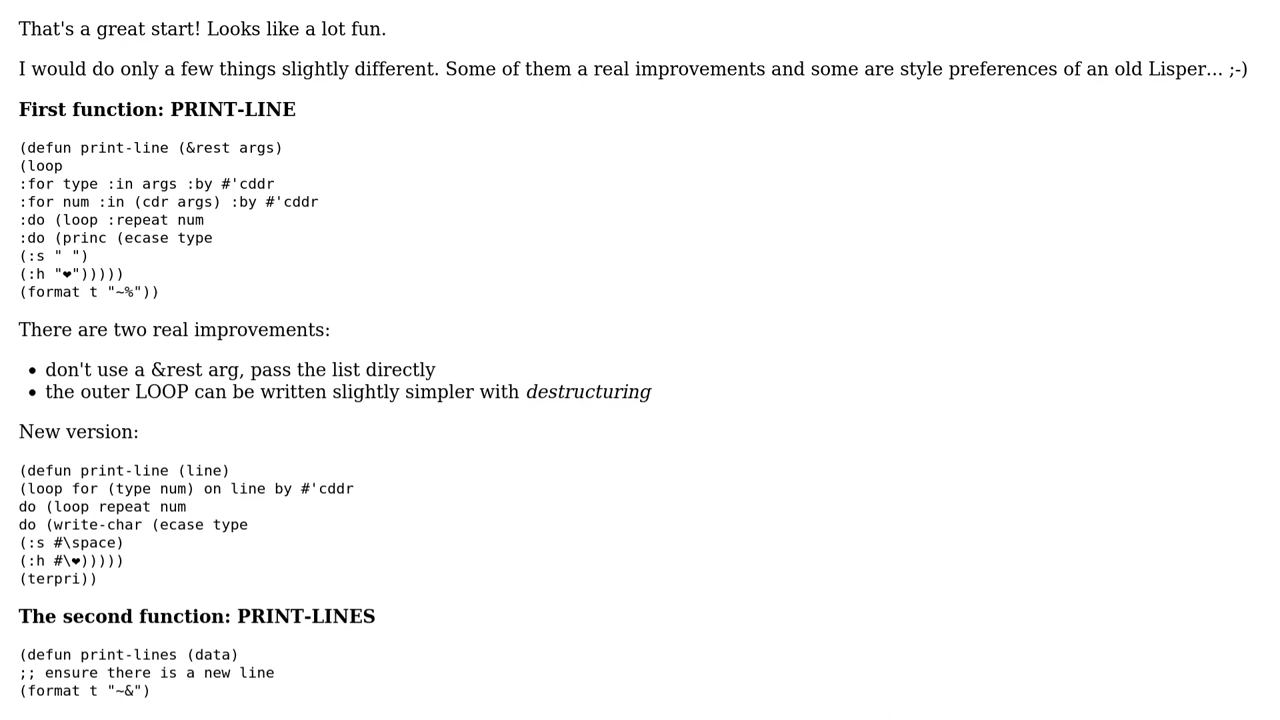 That's a great start! Looks like a lot fun.
I would do only a few things slightly different. Some of them a real improvements and some are style preferences of an old Lisper... ;-)
First function: PRINT-LINE
(defun print-line (&rest args)
(loop
:for type :in args :by #'cddr
:for num :in (cdr args) :by #'cddr
:do (loop :repeat num
:do (princ (ecase type
(:s " ")
(:h "❤")))))
(format t "~%"))
There are two real improvements:
• don't use a &rest arg, pass the list directly
• the outer LOOP can be written slightly simpler with destructuring
New version:
(defun print-line (line)
(loop for (type num) on line by #'cddr
do (loop repeat num
do (write-char (ecase type
(:s #\space)
(:h #\❤)))))
(terpri))
The second function: PRINT-LINES
(defun print-lines (data)
;; ensure there is a new line
(format t "~&")